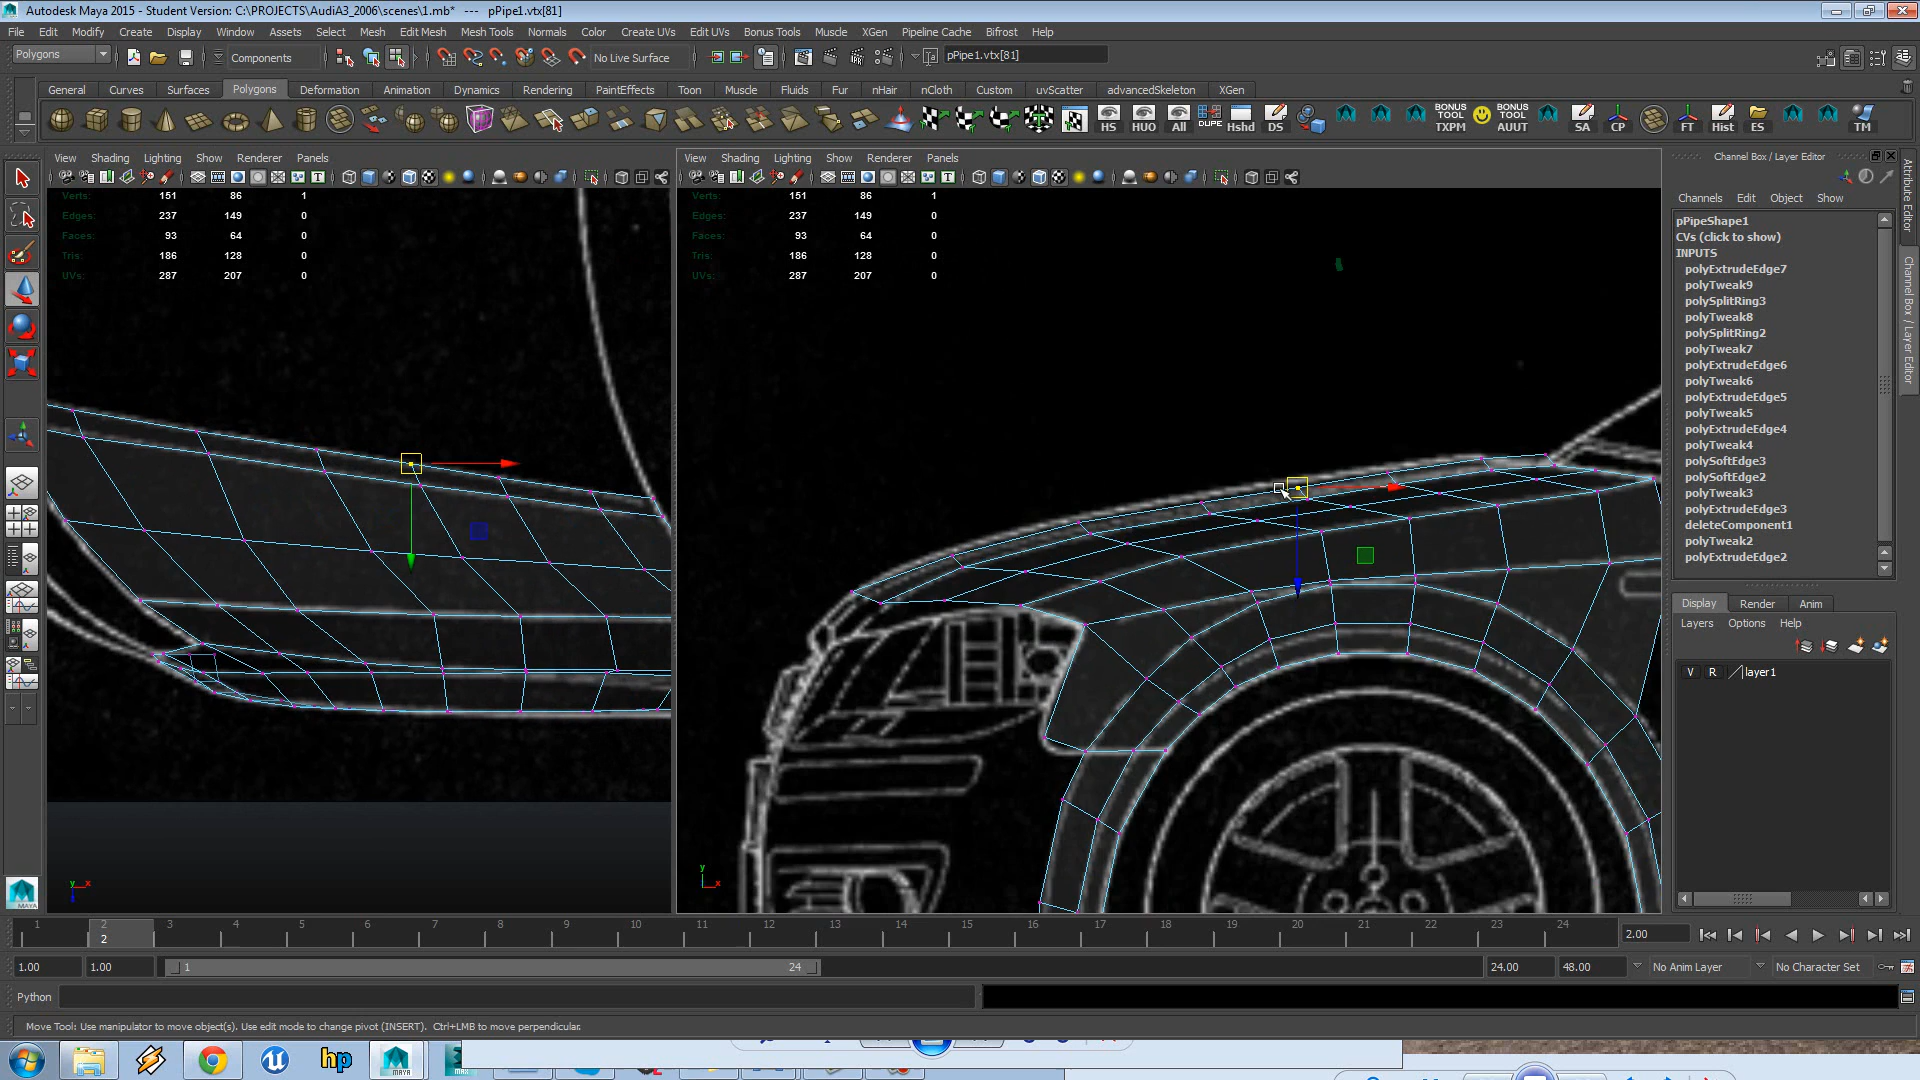 Autodesk Maya 2015 - Student Version: C:\PROJECTS\AudiA3_2006\scenes\1.mb*   ---   pPipe1.vtx[81]
File Edit Modify Create Display Window Assets Select Mesh Edit Mesh Mesh Tools Normals Color Create UVs Edit UVs Bonus Tools Muscle XGen Pipeline Cache Bifrost Help
Polygons Components No Live Surface pPipe1.vtx[81]
General Curves Surfaces Polygons Deformation Animation Dynamics Rendering PaintEffects Toon Muscle Fluids Fur nHair nCloth Custom uvScatter advancedSkeleton XGen
HS HUO All DUPE Hshd DS BONUS TOOL TXPM BONUS TOOL AUUT SA CP FT Hist ES TM
View Shading Lighting Show Renderer Panels
Verts: 151 86 1
Edges: 237 149 0
Faces: 93 64 0
Tris: 186 128 0
UVs: 287 207 0
y x
View Shading Lighting Show Renderer Panels
Verts: 151 86 1
Edges: 237 149 0
Faces: 93 64 0
Tris: 186 128 0
UVs: 287 207 0
y x
Channel Box / Layer Editor
Channels Edit Object Show
pPipeShape1
CVs (click to show)
INPUTS
polyExtrudeEdge7
polyTweak9
polySplitRing3
polyTweak8
polySplitRing2
polyTweak7
polyExtrudeEdge6
polyTweak6
polyExtrudeEdge5
polyTweak5
polyExtrudeEdge4
polyTweak4
polySoftEdge3
polySoftEdge2
polyTweak3
polyExtrudeEdge3
deleteComponent1
polyTweak2
polyExtrudeEdge2
Display Render Anim
Layers Options Help
V R layer1
Attribute Editor
Channel Box / Layer Editor
MAYA
1 2 3 4 5 6 7 8 9 10 11 12 13 14 15 16 17 18 19 20 21 22 23 24 2.00
2
1.00 1.00 1 24 24.00 48.00 No Anim Layer No Character Set
Python
Move Tool: Use manipulator to move object(s). Use edit mode to change pivot (INSERT).  Ctrl+LMB to move perpendicular.
hp MAYA MAX